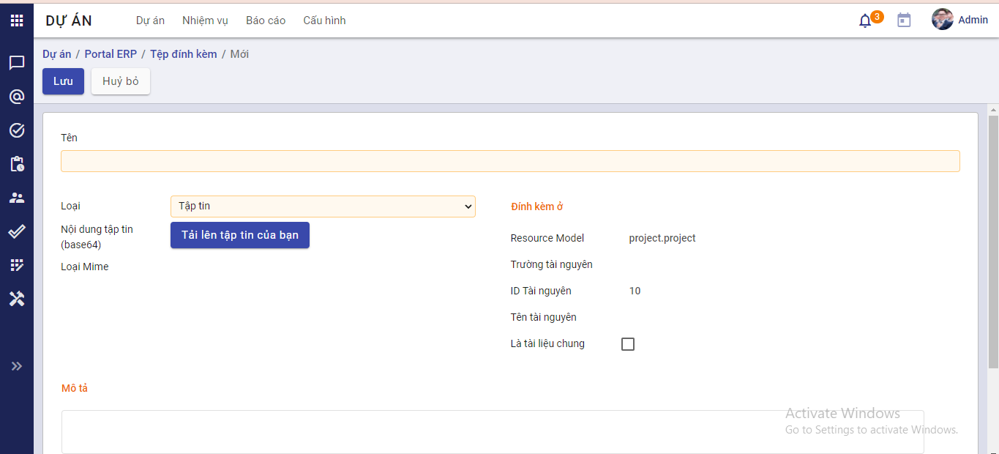 DỰ ÁN Dự án Nhiệm vụ Báo cáo Cấu hình 3 Admin
Dự án / Portal ERP / Tệp đính kèm / Mới
Lưu Huỷ bỏ
Tên
Loại Tập tin Đính kèm ở
Nội dung tập tin
(base64)
Tải lên tập tin của bạn
Loại Mime
Resource Model project.project
Trường tài nguyên
ID Tài nguyên 10
Tên tài nguyên
Là tài liệu chung
Mô tả
Activate Windows
Go to Settings to activate Windows.